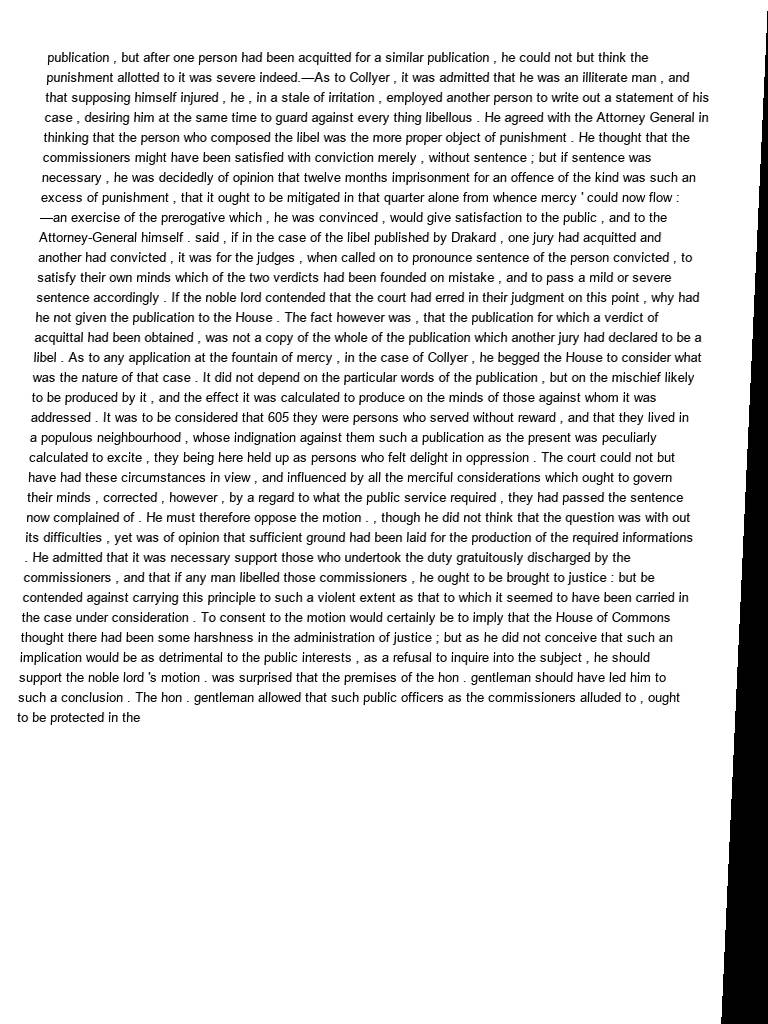 publication , but after one person had been acquitted for a similar publication , he could not but think the
punishment allotted to it was severe indeed.—As to Collyer , it was admitted that he was an illiterate man , and
that supposing himself injured , he , in a stale of irritation , employed another person to write out a statement of his
case , desiring him at the same time to guard against every thing libellous . He agreed with the Attorney General in
thinking that the person who composed the libel was the more proper object of punishment . He thought that the
commissioners might have been satisfied with conviction merely , without sentence ; but if sentence was
necessary , he was decidedly of opinion that twelve months imprisonment for an offence of the kind was such an
excess of punishment , that it ought to be mitigated in that quarter alone from whence mercy ' could now flow :
—an exercise of the prerogative which , he was convinced , would give satisfaction to the public , and to the
Attorney-General himself . said , if in the case of the libel published by Drakard , one jury had acquitted and
another had convicted , it was for the judges , when called on to pronounce sentence of the person convicted , to
satisfy their own minds which of the two verdicts had been founded on mistake , and to pass a mild or severe
sentence accordingly . If the noble lord contended that the court had erred in their judgment on this point , why had
he not given the publication to the House . The fact however was , that the publication for which a verdict of
acquittal had been obtained , was not a copy of the whole of the publication which another jury had declared to be a
libel . As to any application at the fountain of mercy , in the case of Collyer , he begged the House to consider what
was the nature of that case . It did not depend on the particular words of the publication , but on the mischief likely
to be produced by it , and the effect it was calculated to produce on the minds of those against whom it was
addressed . It was to be considered that 605 they were persons who served without reward , and that they lived in
a populous neighbourhood , whose indignation against them such a publication as the present was peculiarly
calculated to excite , they being here held up as persons who felt delight in oppression . The court could not but
have had these circumstances in view , and influenced by all the merciful considerations which ought to govern
their minds , corrected , however , by a regard to what the public service required , they had passed the sentence
now complained of . He must therefore oppose the motion . , though he did not think that the question was with out
its difficulties , yet was of opinion that sufficient ground had been laid for the production of the required informations
. He admitted that it was necessary support those who undertook the duty gratuitously discharged by the
commissioners , and that if any man libelled those commissioners , he ought to be brought to justice : but be
contended against carrying this principle to such a violent extent as that to which it seemed to have been carried in
the case under consideration . To consent to the motion would certainly be to imply that the House of Commons
thought there had been some harshness in the administration of justice ; but as he did not conceive that such an
implication would be as detrimental to the public interests , as a refusal to inquire into the subject , he should
support the noble lord 's motion . was surprised that the premises of the hon . gentleman should have led him to
such a conclusion . The hon . gentleman allowed that such public officers as the commissioners alluded to , ought
to be protected in the